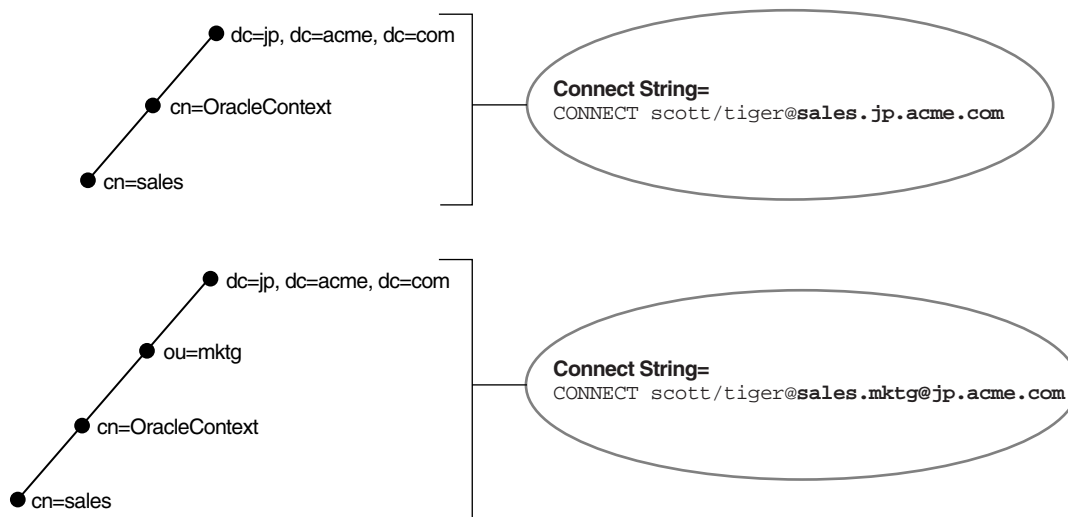 dc=jp, dc=acme, dc=com
cn=OracleContext
cn=sales
Connect String=
CONNECT scott/tiger@sales.jp.acme.com
dc=jp, dc=acme, dc=com
ou=mktg
cn=OracleContext
cn=sales
Connect String=
CONNECT scott/tiger@sales.mktg@jp.acme.com